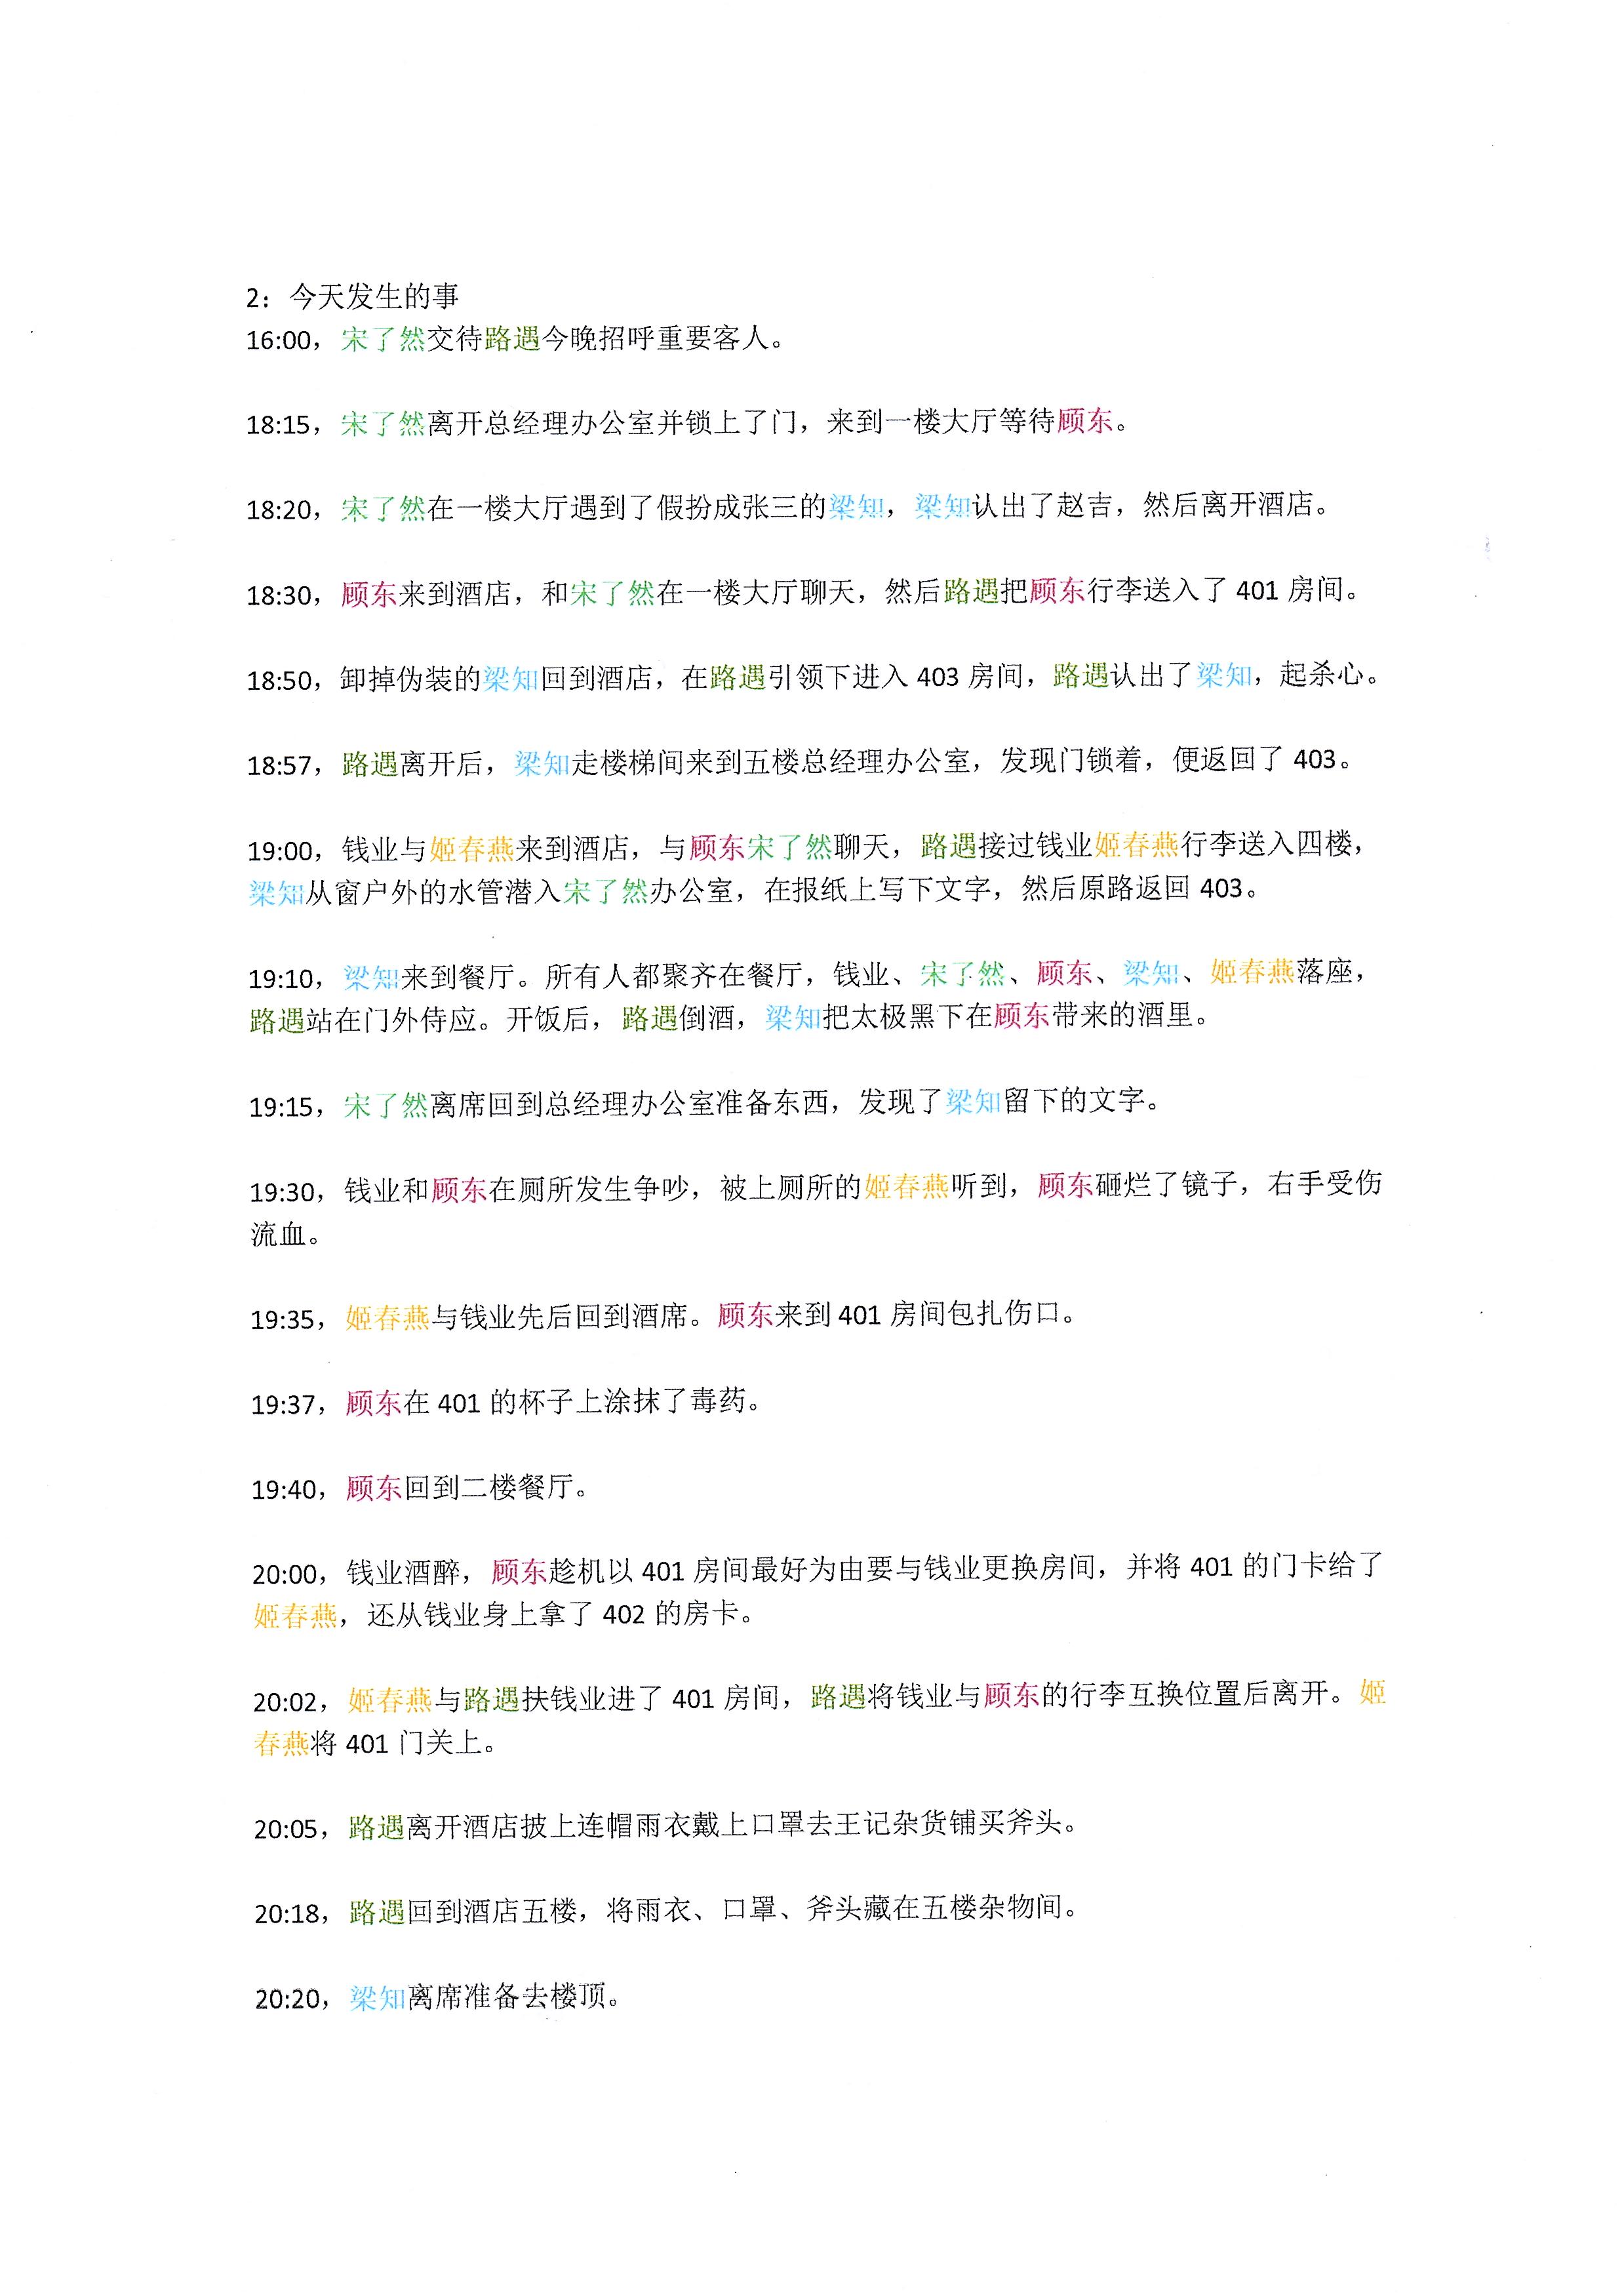 2：今天发生的事
16:00，宋了然交待路遇今晚招呼重要客人。
18:15，宋了然离开总经理办公室并锁上了门，来到一楼大厅等待顾东。
18:20，宋了然在一楼大厅遇到了假扮成张三的梁知，梁知认出了赵吉，然后离开酒店。
18:30，顾东来到酒店，和宋了然在一楼大厅聊天，然后路遇把顾东行李送入了 401 房间。
18:50，卸掉伪装的梁知回到酒店，在路遇引领下进入 403 房间，路遇认出了梁知，起杀心。
18:57，路遇离开后，梁知走楼梯间来到五楼总经理办公室，发现门锁着，便返回了 403。
19:00，钱业与姬春燕来到酒店，与顾东宋了然聊天，路遇接过钱业姬春燕行李送入四楼，
梁知从窗户外的水管潜入宋了然办公室，在报纸上写下文字，然后原路返回 403。
19:10，梁知来到餐厅。所有人都聚齐在餐厅，钱业、宋了然、顾东、梁知、姬春燕落座，
路遇站在门外侍应。开饭后，路遇倒酒，梁知把太极黑下在顾东带来的酒里。
19:15，宋了然离席回到总经理办公室准备东西，发现了梁知留下的文字。
19:30，钱业和顾东在厕所发生争吵，被上厕所的姬春燕听到，顾东砸烂了镜子，右手受伤
流血。
19:35，姬春燕与钱业先后回到酒席。顾东来到 401 房间包扎伤口。
19:37，顾东在 401 的杯子上涂抹了毒药。
19:40，顾东回到二楼餐厅。
20:00，钱业酒醉，顾东趁机以 401 房间最好为由要与钱业更换房间，并将 401 的门卡给了
姬春燕，还从钱业身上拿了 402 的房卡。
20:02，姬春燕与路遇扶钱业进了 401 房间，路遇将钱业与顾东的行李互换位置后离开。姬
春燕将 401 门关上。
20:05，路遇离开酒店披上连帽雨衣戴上口罩去王记杂货铺买斧头。
20:18，路遇回到酒店五楼，将雨衣、口罩、斧头藏在五楼杂物间。
20:20，梁知离席准备去楼顶。